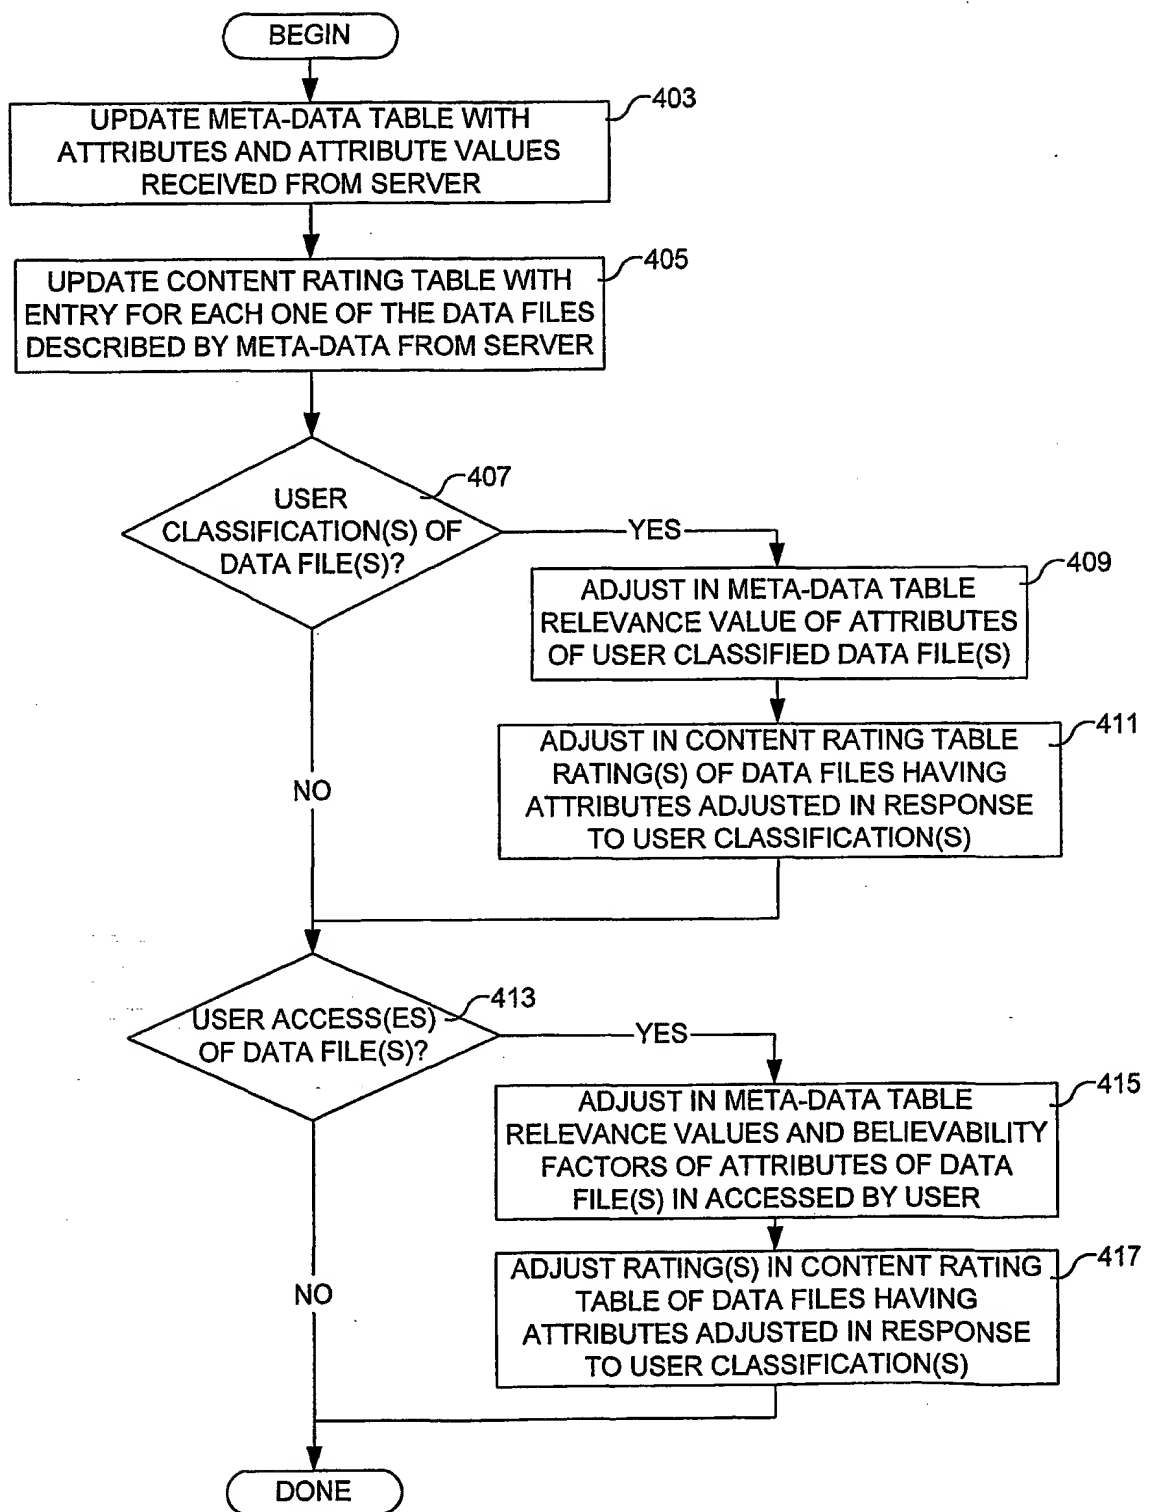 BEGIN
403
UPDATE META-DATA TABLE WITH
ATTRIBUTES AND ATTRIBUTE VALUES
RECEIVED FROM SERVER
405
UPDATE CONTENT RATING TABLE WITH
ENTRY FOR EACH ONE OF THE DATA FILES
DESCRIBED BY META-DATA FROM SERVER
407
USER
CLASSIFICATION(S) OF
DATA FILE(S)?
YES
409
ADJUST IN META-DATA TABLE
RELEVANCE VALUE OF ATTRIBUTES
OF USER CLASSIFIED DATA FILE(S)
411
ADJUST IN CONTENT RATING TABLE
RATING(S) OF DATA FILES HAVING
ATTRIBUTES ADJUSTED IN RESPONSE
TO USER CLASSIFICATION(S)
NO
413
USER ACCESS(ES)
OF DATA FILE(S)?
YES
415
ADJUST IN META-DATA TABLE
RELEVANCE VALUES AND BELIEVABILITY
FACTORS OF ATTRIBUTES OF DATA
FILE(S) IN ACCESSED BY USER
417
ADJUST RATING(S) IN CONTENT RATING
TABLE OF DATA FILES HAVING
ATTRIBUTES ADJUSTED IN RESPONSE
TO USER CLASSIFICATION(S)
NO
DONE